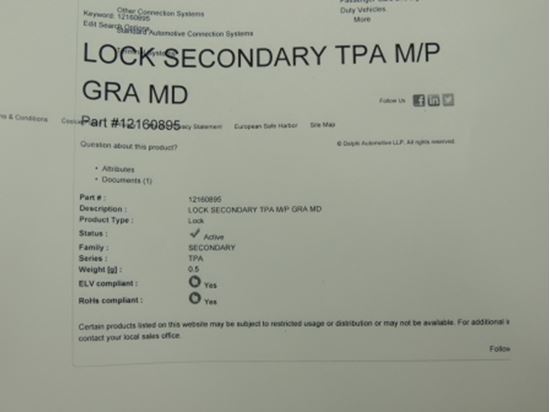 Other Connection Systems
Duty Vehicles
More
Keyword: 12160895
Edit Search Options
Standard Automotive Connection Systems
LOCK SECONDARY TPA M/P
GRA MD
Follow Us
Part #12160895
& Conditions
Privacy Statement European Safe Harbor Site Map
© Delphi Automotive LLP. All rights reserved.
Question about this product?
• Attributes
• Documents (1)
Part # : 12160895
Description : LOCK SECONDARY TPA M/P GRA MD
Product Type : Lock
Status : Active
Family : SECONDARY
Series : TPA
Weight [g] : 0.5
ELV compliant : Yes
RoHs compliant : Yes
Certain products listed on this website may be subject to restricted usage or distribution or may not be available. For additional
contact your local sales office.
Follow